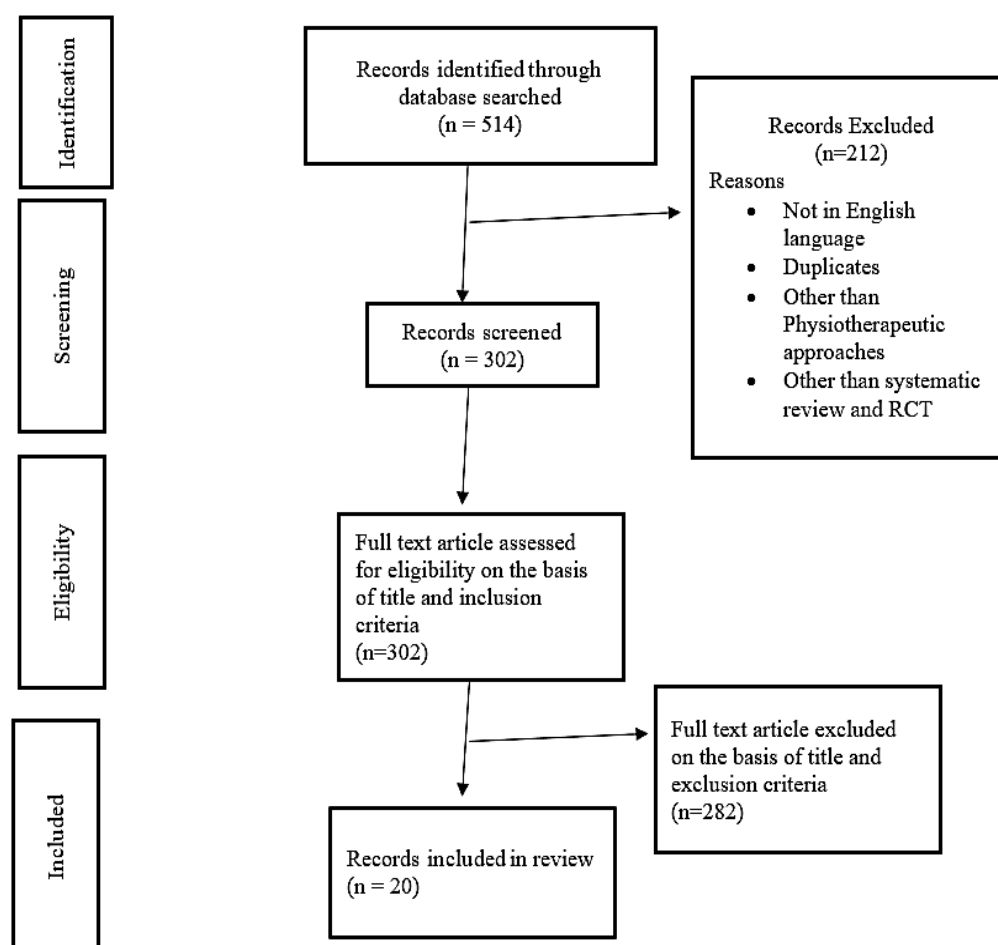 Identification
Records identified through
database searched
(n = 514)
Records Excluded
(n=212)
Reasons
• Not in English
language
• Duplicates
• Other than
Physiotherapeutic
approaches
• Other than systematic
review and RCT
Screening
Records screened
(n = 302)
Eligibility
Full text article assessed
for eligibility on the basis
of title and inclusion
criteria
(n=302)
Full text article excluded
on the basis of title and
exclusion criteria
(n=282)
Included
Records included in review
(n = 20)